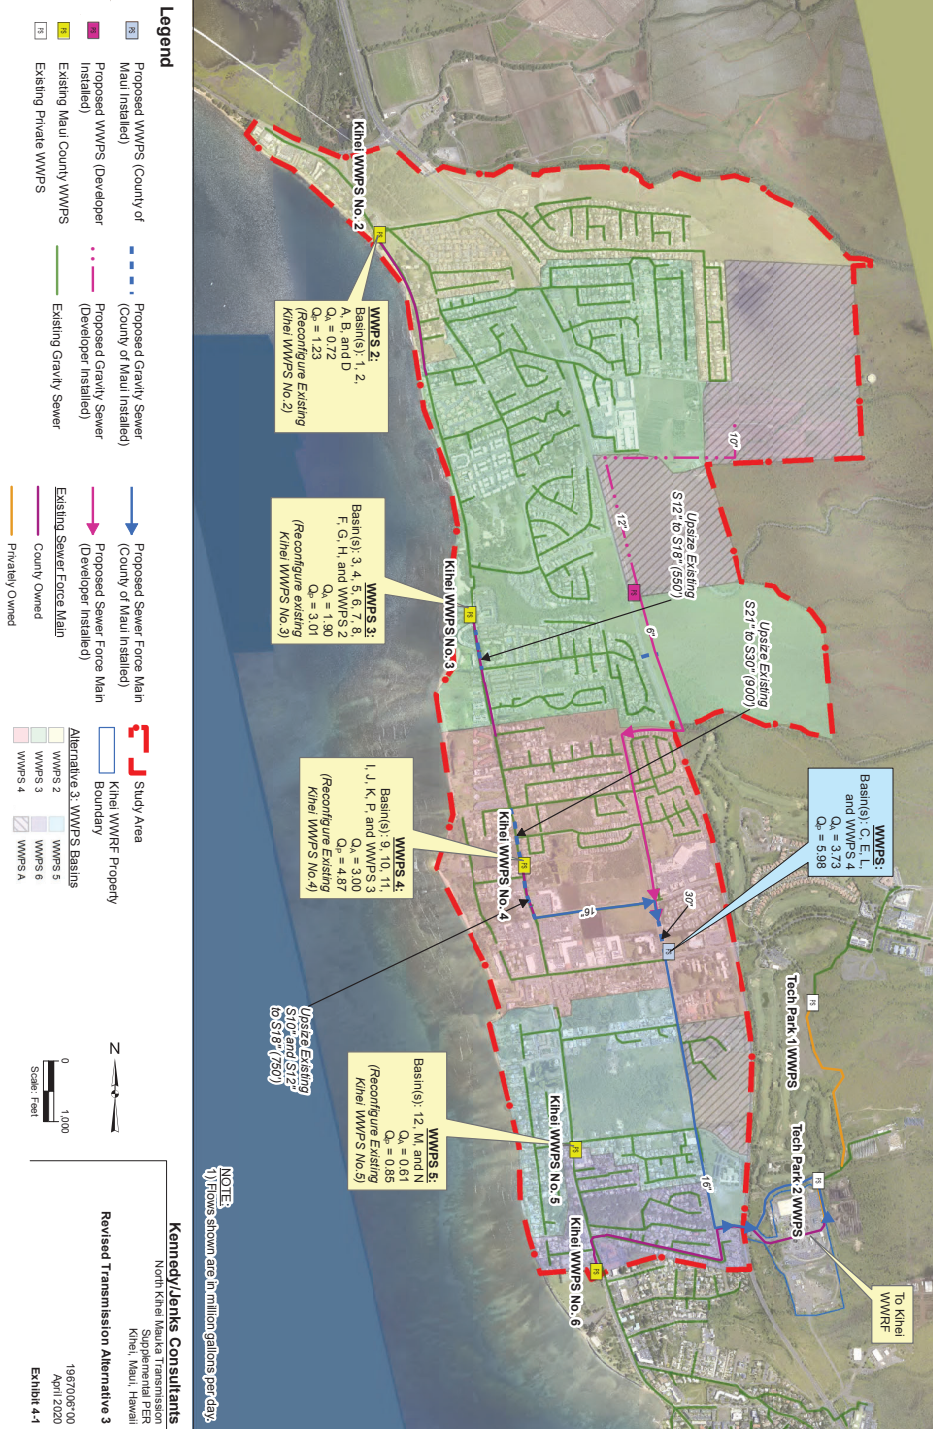 Kihei WWPS No. 2
WWPS 2:
Basin(s): 1, 2,
A, B, and D
QA = 0.72
QP = 1.23
(Reconfigure Existing
Kihei WWPS No.2)
WWPS 3:
Basin(s): 3, 4, 5, 6, 7, 8,
F, G, H, and WWPS 2
QA = 1.90
QP = 3.01
(Reconfigure existing
Kihei WWPS No.3)
Kihei WWPS No. 3
10"
12"
6"
Upsize Existing
S12" to S18" (550')
Upsize Existing
S21" to S30" (900')
WWPS 4:
Basin(s): 9, 10, 11,
I, J, K, P, and WWPS 3
QA = 3.00
QP = 4.87
(Reconfigure Existing
Kihei WWPS No.4)
Kihei WWPS No. 4
16"
30"
WWPS:
Basin(s): C, E, L,
and WWPS 4
QA = 3.73
QP = 5.98
Upsize Existing
S10" and S12"
to S18" (750')
WWPS 5:
Basin(s): 12, M, and N
QA = 0.61
QP = 0.85
(Reconfigure Existing
Kihei WWPS No.5)
Kihei WWPS No. 5
Kihei WWPS No. 6
16"
Tech Park 1 WWPS
Tech Park 2 WWPS
To Kihei
WWRF
PS
PS
PS
PS
PS
PS
PS
PS
PS
NOTE:
1) Flows shown are in million gallons per day.
Legend
PS
Proposed WWPS (County of
Maui Installed)
PS
Proposed WWPS (Developer
Installed)
PS
Existing Maui County WWPS
PS
Existing Private WWPS
Proposed Gravity Sewer
(County of Maui Installed)
Proposed Gravity Sewer
(Developer Installed)
Existing Gravity Sewer
Proposed Sewer Force Main
(County of Maui Installed)
Proposed Sewer Force Main
(Developer Installed)
Existing Sewer Force Main
County Owned
Privately Owned
Study Area
Kihei WWRF Property
Boundary
Alternative 3: WWPS Basins
WWPS 2
WWPS 3
WWPS 4
WWPS 5
WWPS 6
WWPS A
N
0
1,000
Scale: Feet
Kennedy/Jenks Consultants
North Kihei Mauka Transmission
Supplemental PER
Kihei, Maui, Hawaii
Revised Transmission Alternative 3
1967006*00
April 2020
Exhibit 4-1